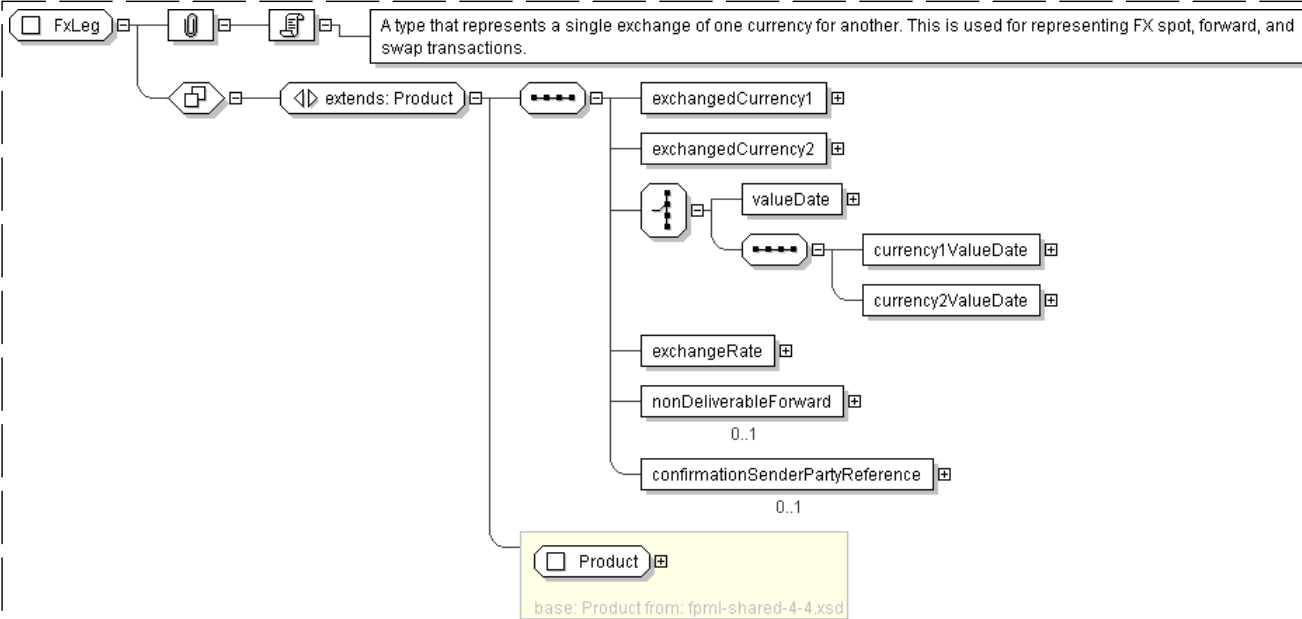 FxLeg
A type that represents a single exchange of one currency for another. This is used for representing FX spot, forward, and
swap transactions.
extends: Product
exchangedCurrency1
exchangedCurrency2
valueDate
currency1ValueDate
currency2ValueDate
exchangeRate
nonDeliverableForward
0..1
confirmationSenderPartyReference
0..1
Product
base: Product from: fpml-shared-4-4.xsd